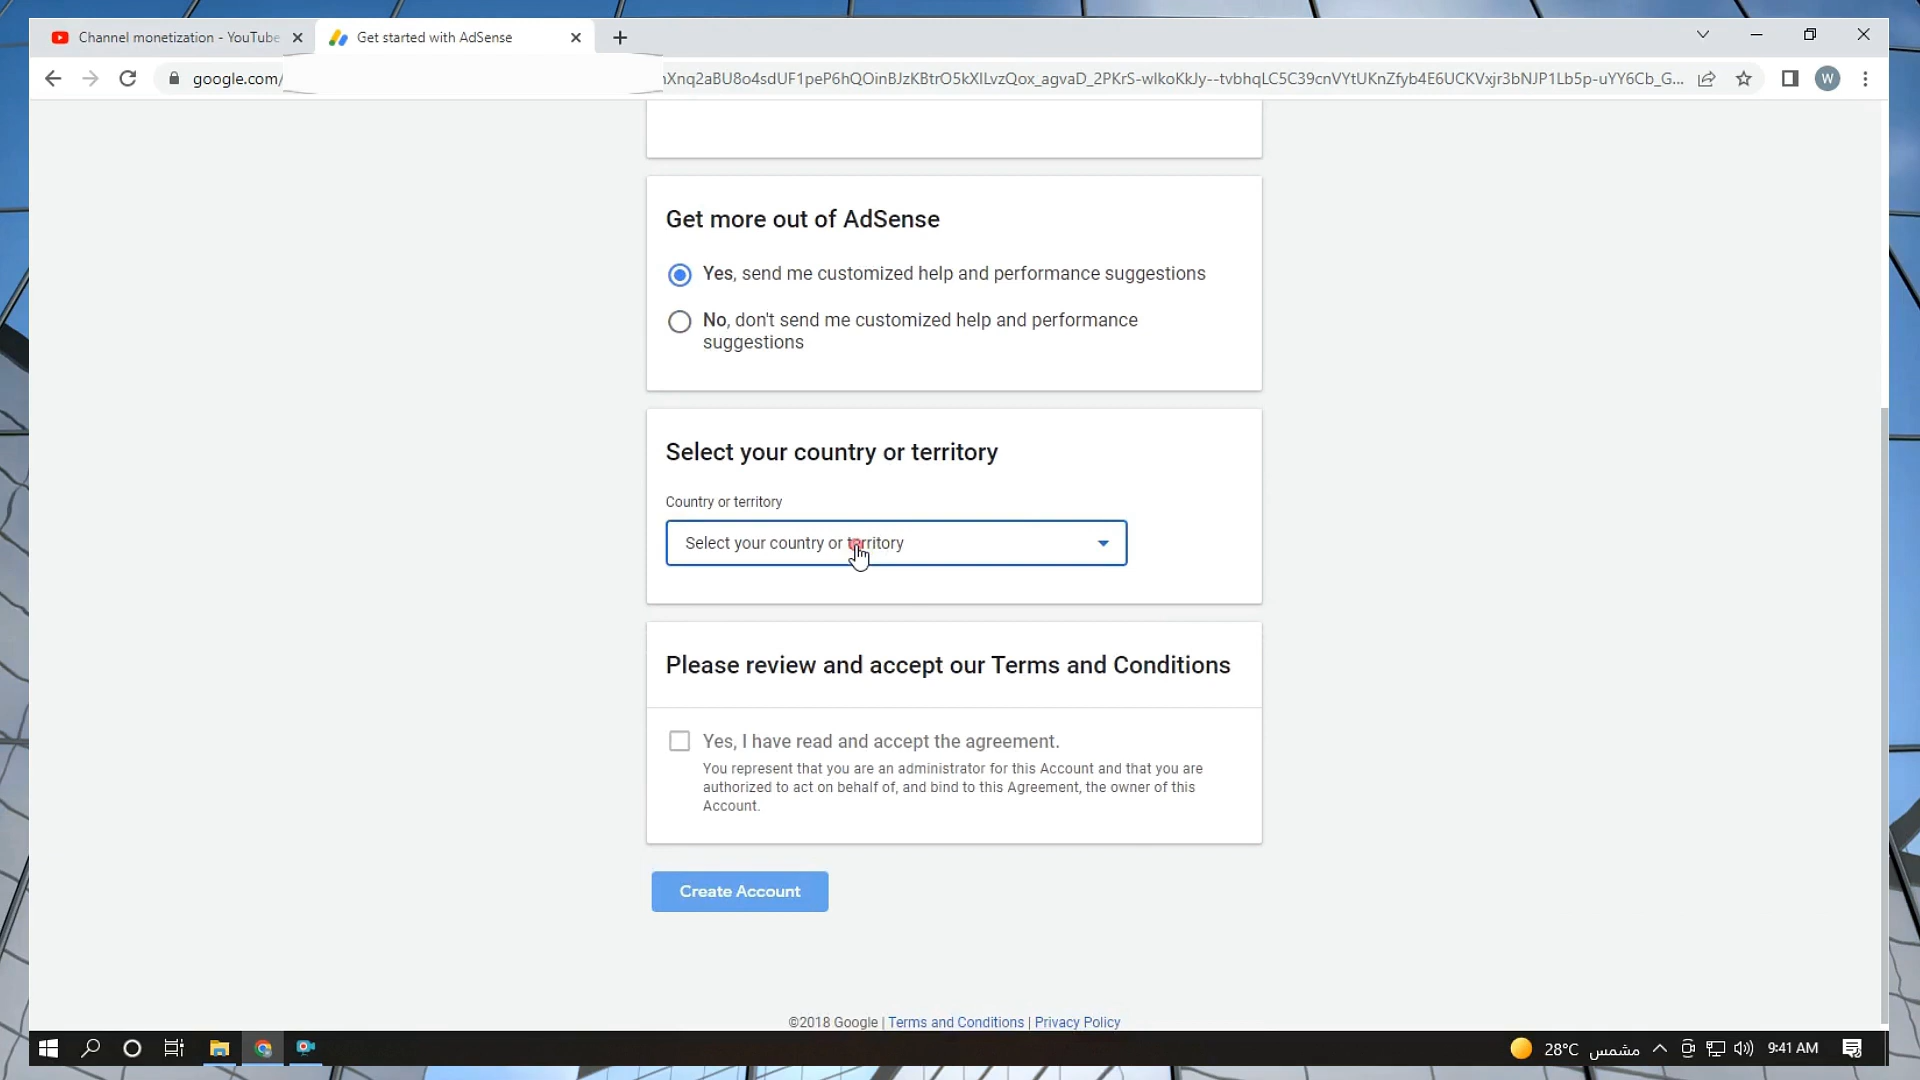 Channel monetization - YouTube
Get started with AdSense
google.com/
Xnq2aBU8o4sdUF1peP6hQOinBJzKBtrO5kXILvzQox_agvaD_2PKrS-wlkoKkJy--tvbhqLC5C39cnVYtUKnZfyb4E6UCKVxjr3bNJP1Lb5p-uYY6Cb_G...
W
Get more out of AdSense
Yes, send me customized help and performance suggestions
No, don't send me customized help and performance
suggestions
Select your country or territory
Country or territory
Select your country or territory
Please review and accept our Terms and Conditions
Yes, I have read and accept the agreement.
You represent that you are an administrator for this Account and that you are
authorized to act on behalf of, and bind to this Agreement, the owner of this
Account.
Create Account
©2018 Google | Terms and Conditions | Privacy Policy
28°C مشمس
9:41 AM